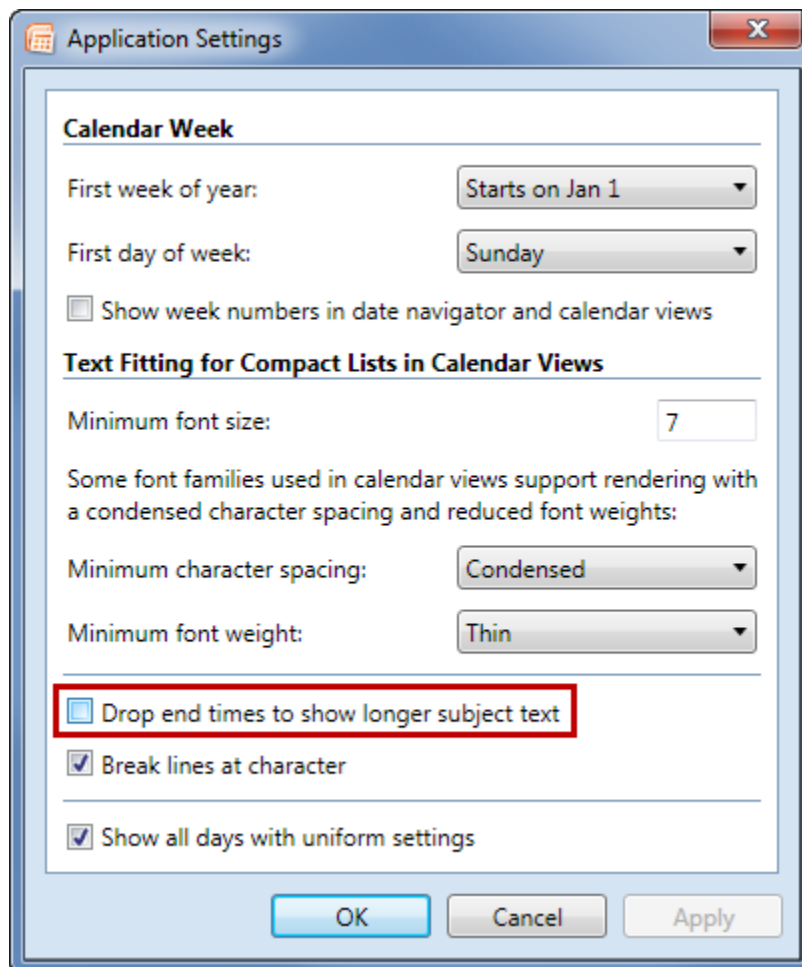 Application Settings
Calendar Week
First week of year: Starts on Jan 1
First day of week: Sunday
Show week numbers in date navigator and calendar views
Text Fitting for Compact Lists in Calendar Views
Minimum font size: 7
Some font families used in calendar views support rendering with
a condensed character spacing and reduced font weights:
Minimum character spacing: Condensed
Minimum font weight: Thin
Drop end times to show longer subject text
Break lines at character
Show all days with uniform settings
OK Cancel Apply